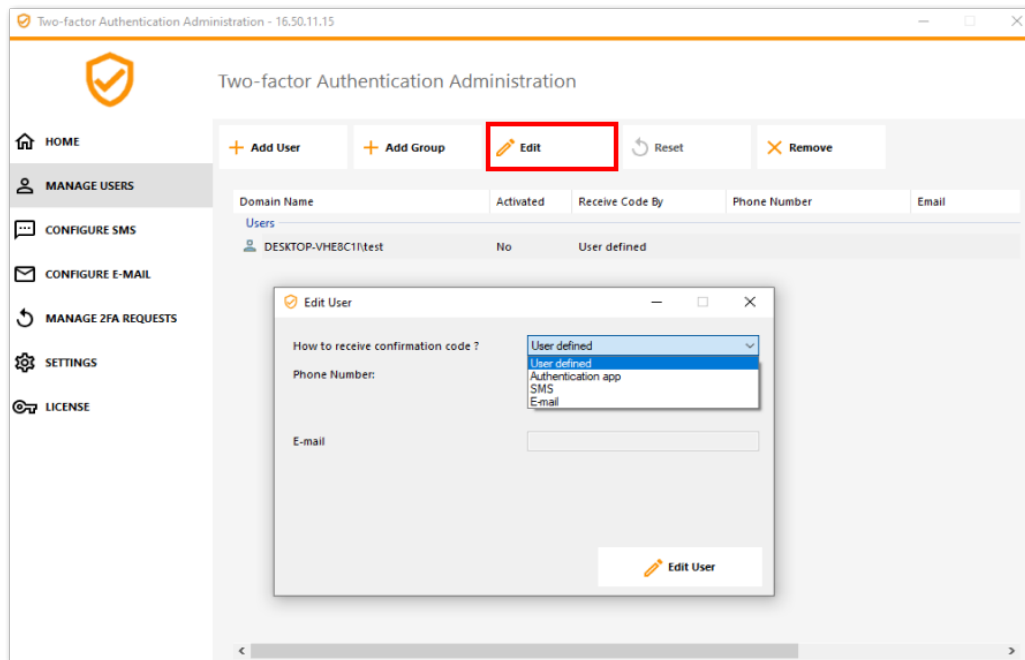 Two-factor Authentication Administration - 16.50.11.15
Two-factor Authentication Administration
HOME
MANAGE USERS
CONFIGURE SMS
CONFIGURE E-MAIL
MANAGE 2FA REQUESTS
SETTINGS
LICENSE
Add User Add Group Edit Reset Remove
Domain Name Activated Receive Code By Phone Number Email
Users
DESKTOP-VHE8C1I\test No User defined
Edit User
How to receive confirmation code ? User defined
User defined
Authentication app
SMS
E-mail
Phone Number:
E-mail
Edit User